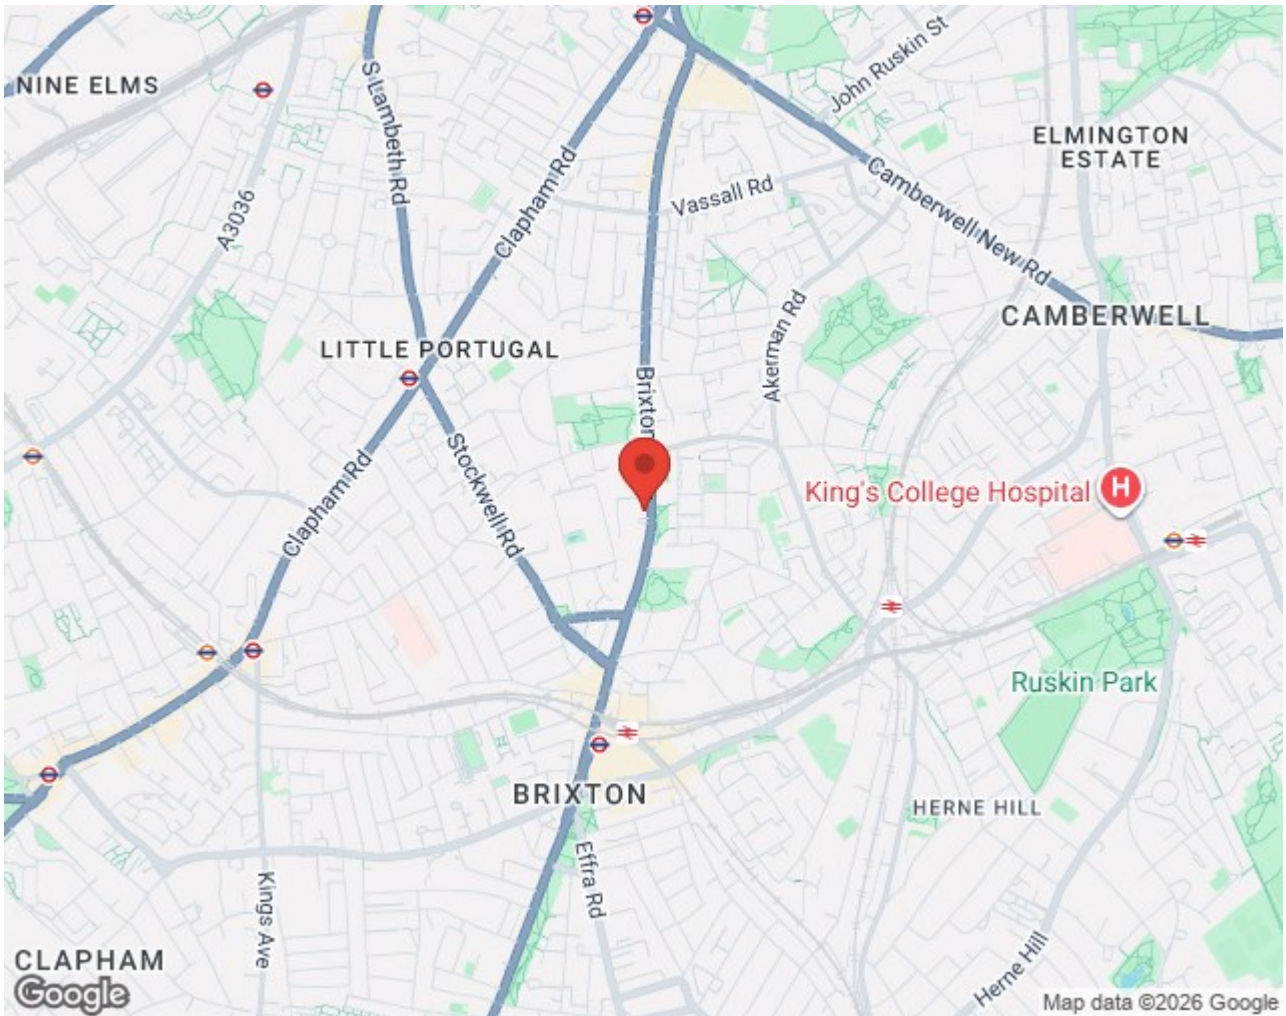 NINE ELMS
S Lambeth Rd
John Ruskin St
ELMINGTON
ESTATE
A3036
Clapham Rd
Vassall Rd
Camberwell New Rd
CAMBERWELL
LITTLE PORTUGAL
Akerman Rd
Brixton
Stockwell Rd
Clapham Rd
King's College Hospital
H
Ruskin Park
BRIXTON
HERNE HILL
Effra Rd
Kings Ave
CLAPHAM
Herne Hill
Google
Map data ©2026 Google